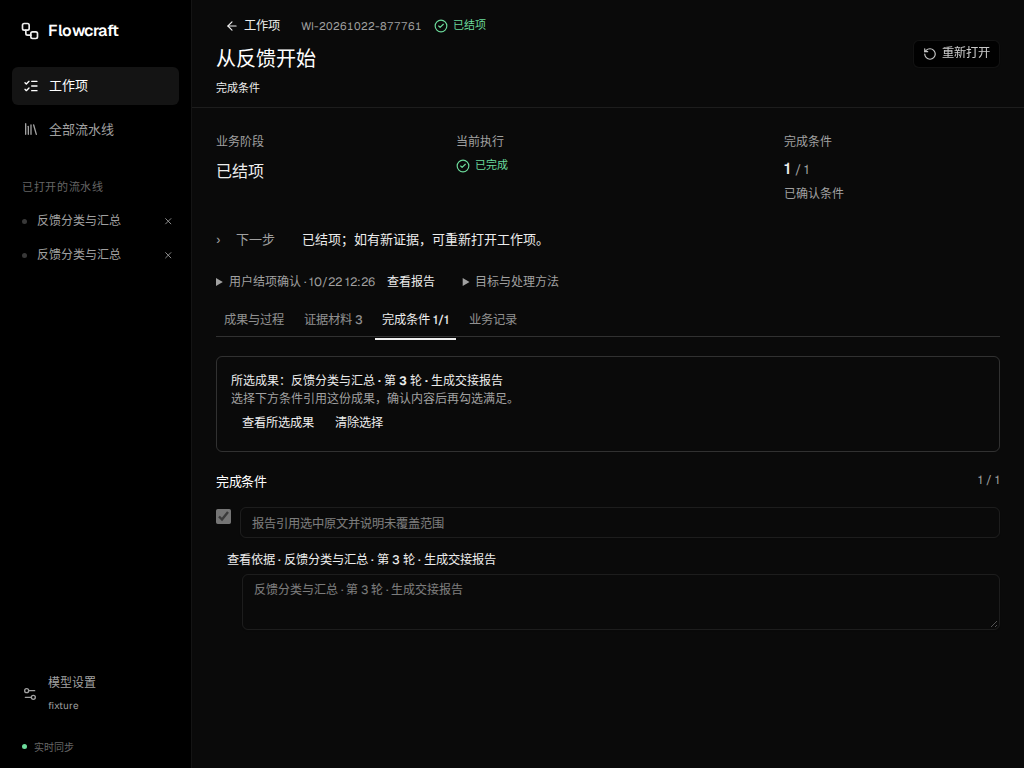 Flowcraft
工作项
全部流水线
已打开的流水线
反馈分类与汇总
反馈分类与汇总
模型设置
fixture
实时同步
工作项 WI-20261022-877761 已结项
从反馈开始
完成条件
重新打开
业务阶段
已结项
当前执行
已完成
完成条件
1 / 1
已确认条件
下一步 已结项；如有新证据，可重新打开工作项。
用户结项确认 · 10/22 12:26 查看报告 目标与处理方法
成果与过程 证据材料 3 完成条件 1/1 业务记录
所选成果：反馈分类与汇总 · 第 3 轮 · 生成交接报告
选择下方条件引用这份成果，确认内容后再勾选满足。
查看所选成果 清除选择
完成条件 1 / 1
报告引用选中原文并说明未覆盖范围
查看依据 · 反馈分类与汇总 · 第 3 轮 · 生成交接报告
反馈分类与汇总 · 第 3 轮 · 生成交接报告